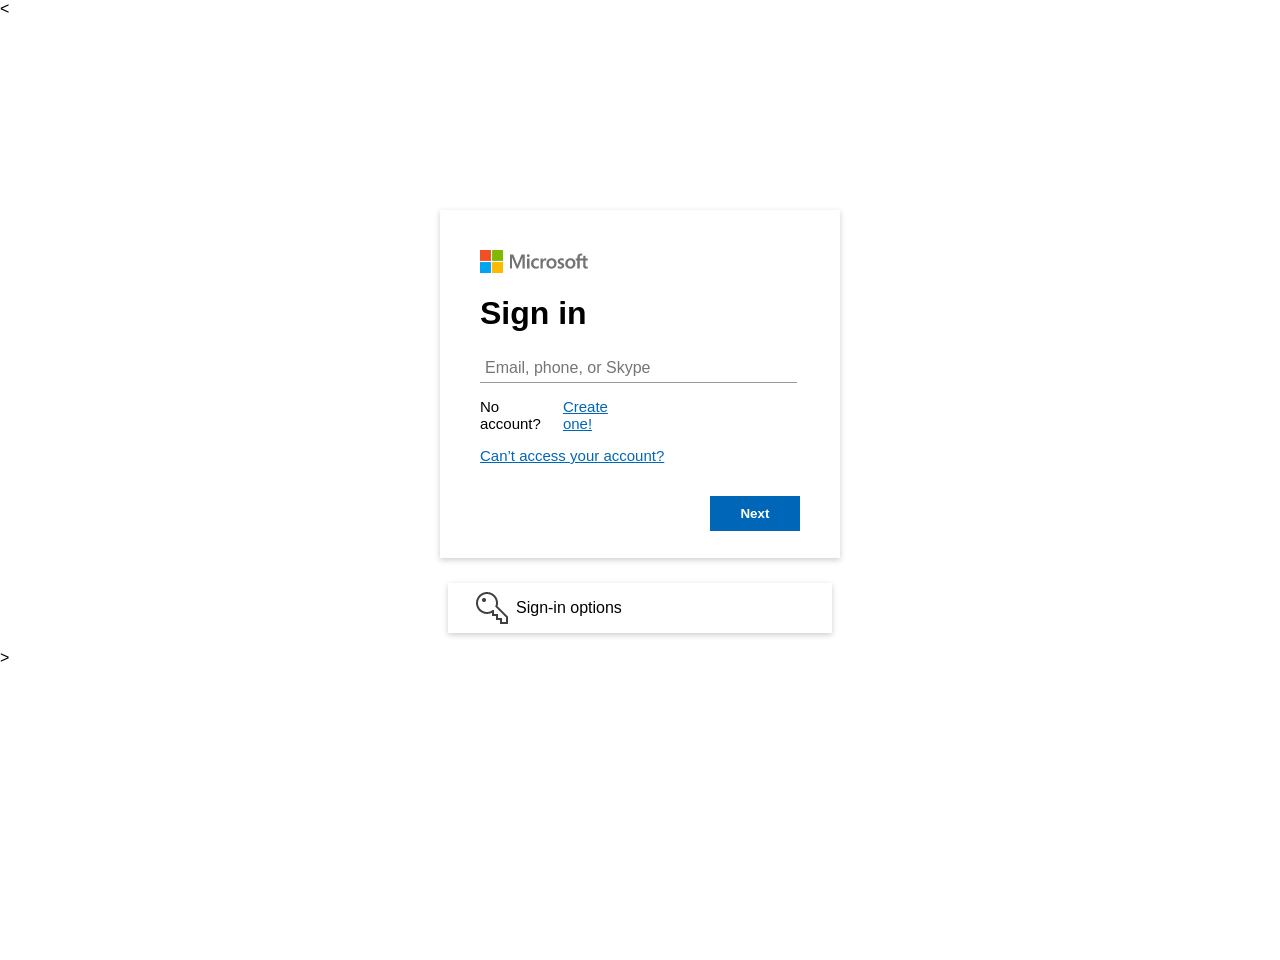 <
Microsoft
Sign in
Email, phone, or Skype
No Create
account? one!
Can’t access your account?
Next
Sign-in options
>